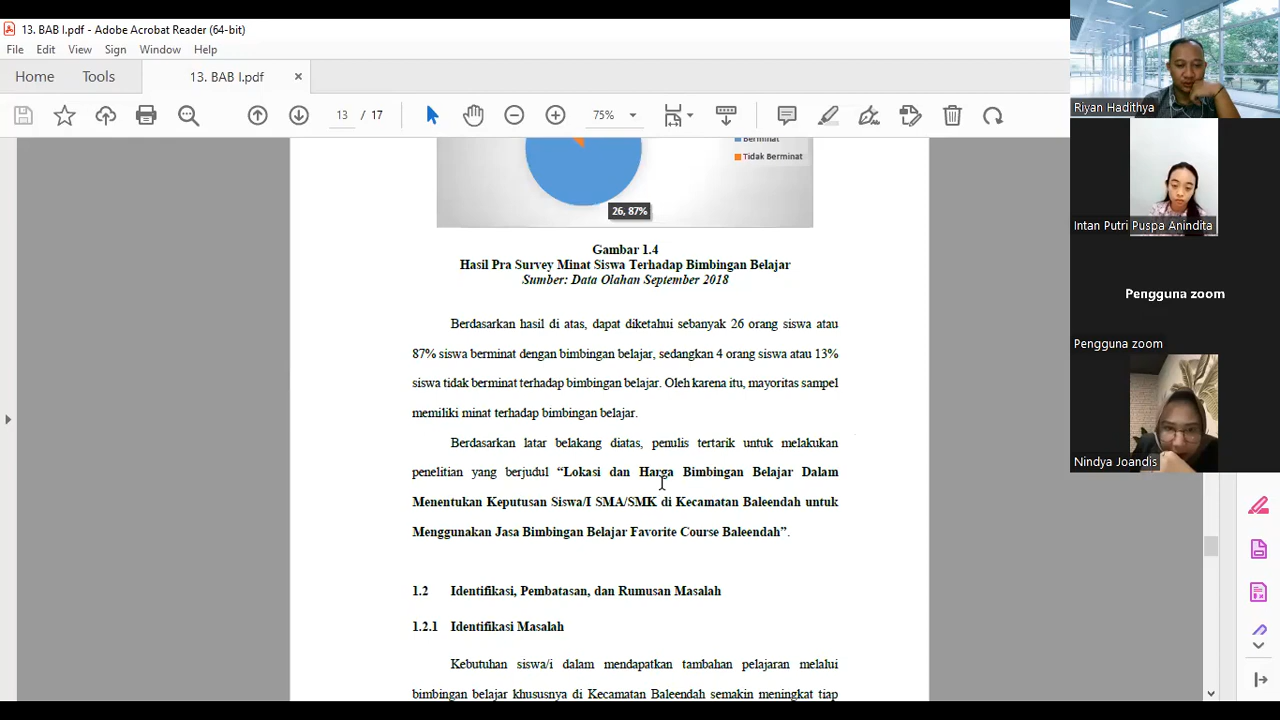 13. BAB I.pdf - Adobe Acrobat Reader (64-bit)
File Edit View Sign Window Help
Home Tools 13. BAB I.pdf ×
13 / 17 75%
Berminat
Tidak Berminat
26, 87%
Gambar 1.4
Hasil Pra Survey Minat Siswa Terhadap Bimbingan Belajar
Sumber: Data Olahan September 2018
Berdasarkan hasil di atas, dapat diketahui sebanyak 26 orang siswa atau
87% siswa berminat dengan bimbingan belajar, sedangkan 4 orang siswa atau 13%
siswa tidak berminat terhadap bimbingan belajar. Oleh karena itu, mayoritas sampel
memiliki minat terhadap bimbingan belajar.
Berdasarkan latar belakang diatas, penulis tertarik untuk melakukan
penelitian yang berjudul “Lokasi dan Harga Bimbingan Belajar Dalam
Menentukan Keputusan Siswa/I SMA/SMK di Kecamatan Baleendah untuk
Menggunakan Jasa Bimbingan Belajar Favorite Course Baleendah”.
1.2 Identifikasi, Pembatasan, dan Rumusan Masalah
1.2.1 Identifikasi Masalah
Kebutuhan siswa/i dalam mendapatkan tambahan pelajaran melalui
bimbingan belajar khususnya di Kecamatan Baleendah semakin meningkat tiap
Riyan Hadithya
Intan Putri Puspa Anindita
Pengguna zoom
Pengguna zoom
Nindya Joandis